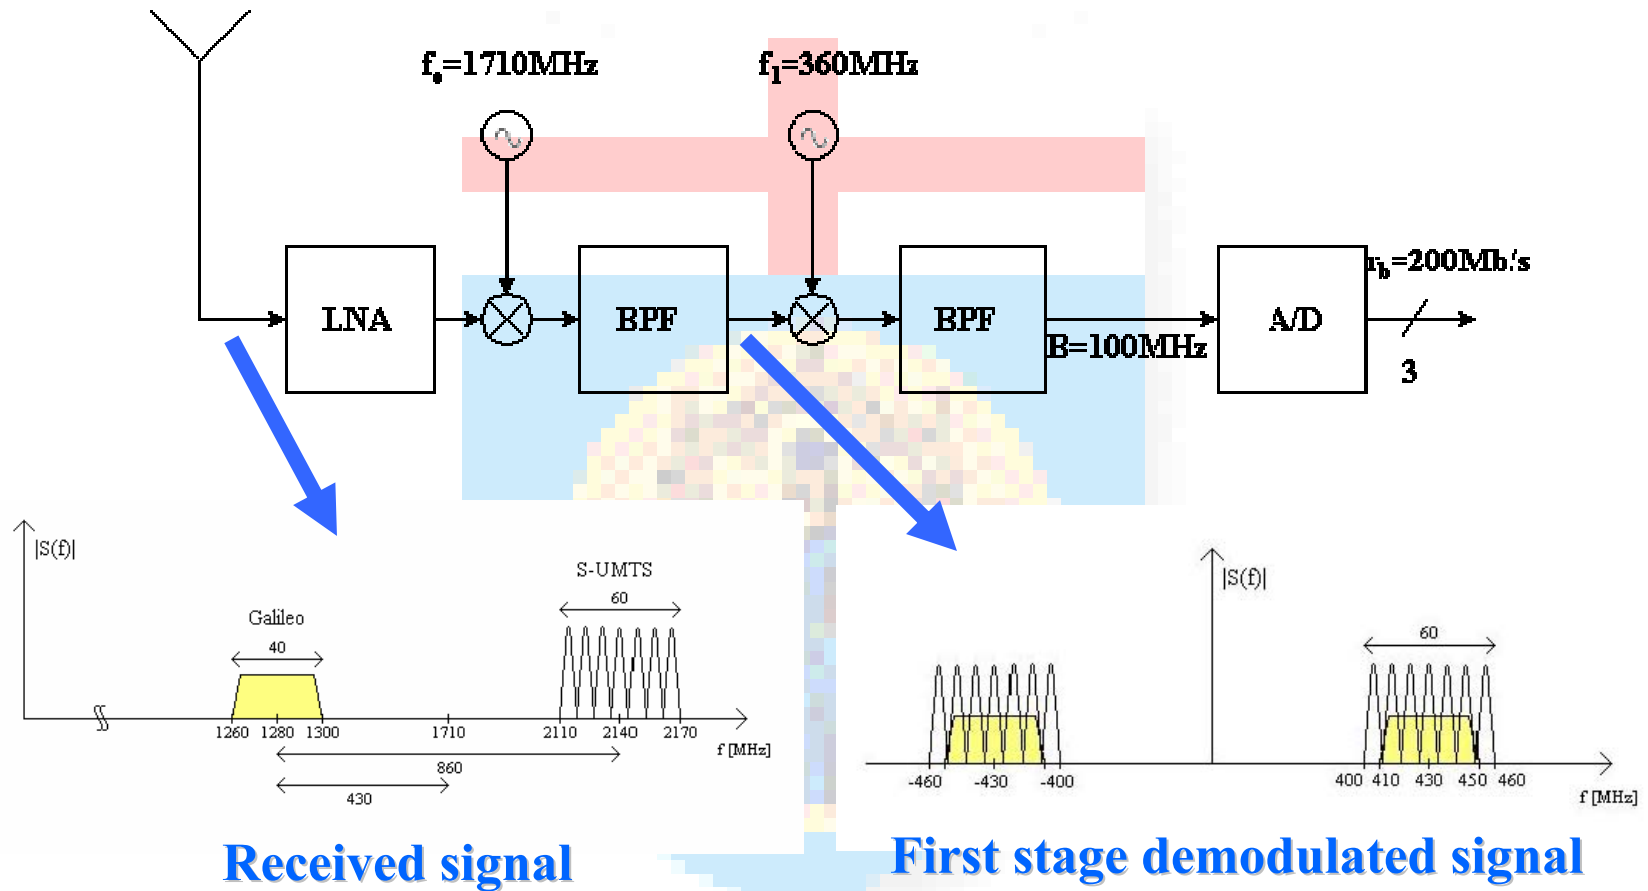 fo=1710MHz
f1=360MHz
LNA
BPF
BPF
A/D
rb=200Mb/s
B=100MHz
3
|S(f)|
Galileo
40
S-UMTS
60
1260 1280 1300 1710 2110 2140 2170
f [MHz]
860
430
|S(f)|
60
-460 -430 -400 400 410 430 450 460
f [MHz]
Received signal
First stage demodulated signal